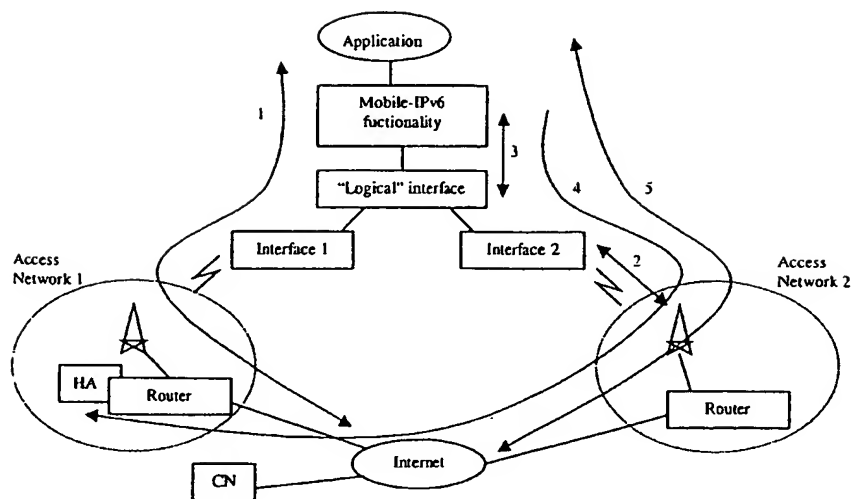 Application
Mobile-IPv6
fuctionality
1
3
"Logical" interface
4
5
Interface 1
Interface 2
2
Access
Network 1
Access
Network 2
HA
Router
Router
Internet
CN